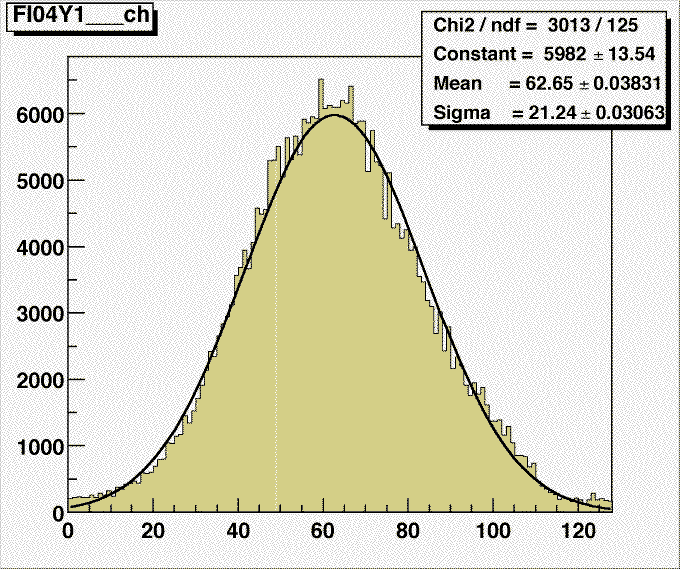 FI04Y1___ch
Chi2 / ndf = 3013 / 125
Constant = 5982 ± 13.54
Mean = 62.65 ± 0.03831
Sigma = 21.24 ± 0.03063
6000
5000
4000
3000
2000
1000
0
0 20 40 60 80 100 120